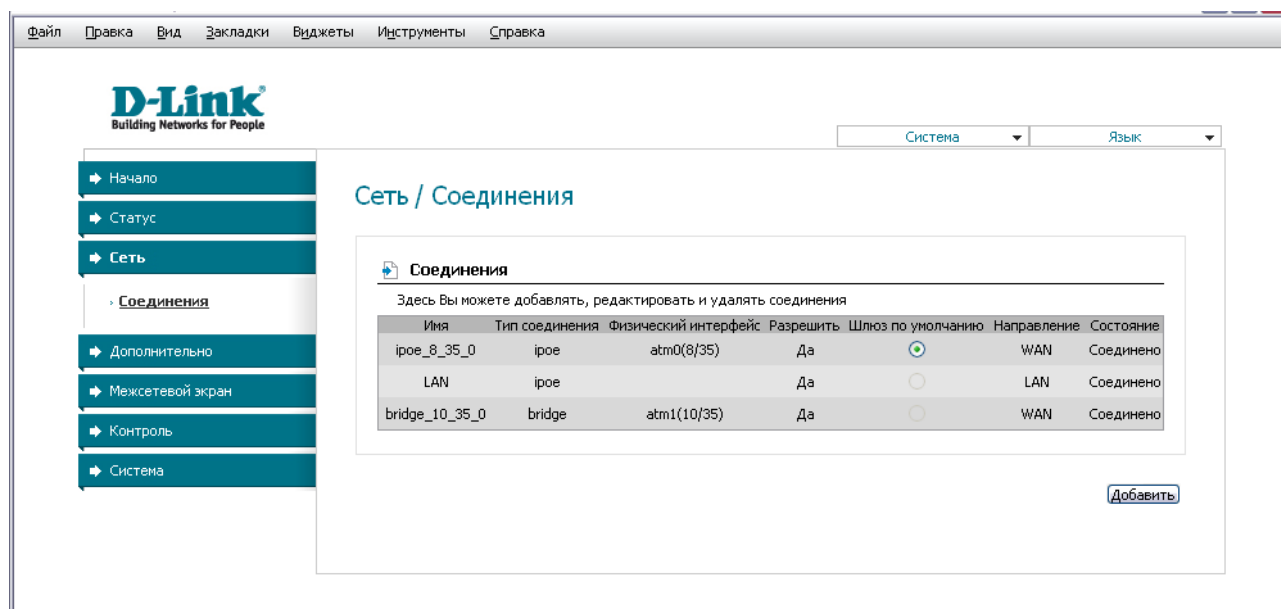 Файл Правка Вид Закладки Виджеты Инструменты Справка
D-Link
Building Networks for People
Система Язык
Начало
Статус
Сеть
Соединения
Дополнительно
Межсетевой экран
Контроль
Система
Сеть / Соединения
Соединения
Здесь Вы можете добавлять, редактировать и удалять соединения
Имя Тип соединения Физический интерфейс Разрешить Шлюз по умолчанию Направление Состояние
ipoe_8_35_0 ipoe atm0(8/35) Да WAN Соединено
LAN ipoe Да LAN Соединено
bridge_10_35_0 bridge atm1(10/35) Да WAN Соединено
Добавить